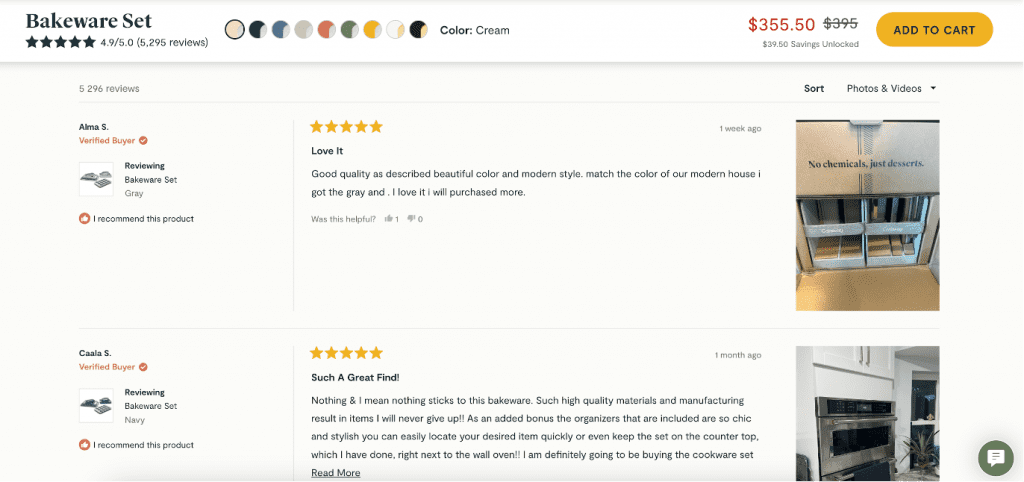 Bakeware Set
4.9/5.0 (5,295 reviews)
Color: Cream
$355.50 $395
$39.50 Savings Unlocked
ADD TO CART
5 296 reviews
Sort
Photos & Videos
Alma S.
Verified Buyer
Reviewing
Bakeware Set
Gray
I recommend this product
Love It
1 week ago
Good quality as described beautiful color and modern style. match the color of our modern house i
got the gray and . I love it i will purchased more.
Was this helpful? 1 0
No chemicals, just desserts.
Caala S.
Verified Buyer
Reviewing
Bakeware Set
Navy
I recommend this product
1 month ago
Such A Great Find!
Nothing & I mean nothing sticks to this bakeware. Such high quality materials and manufacturing
result in items I will never give up!! As an added bonus the organizers that are included are so chic
and stylish you can easily locate your desired item quickly or even keep the set on the counter top,
which I have done, right next to the wall oven!! I am definitely going to be buying the cookware set
Read More